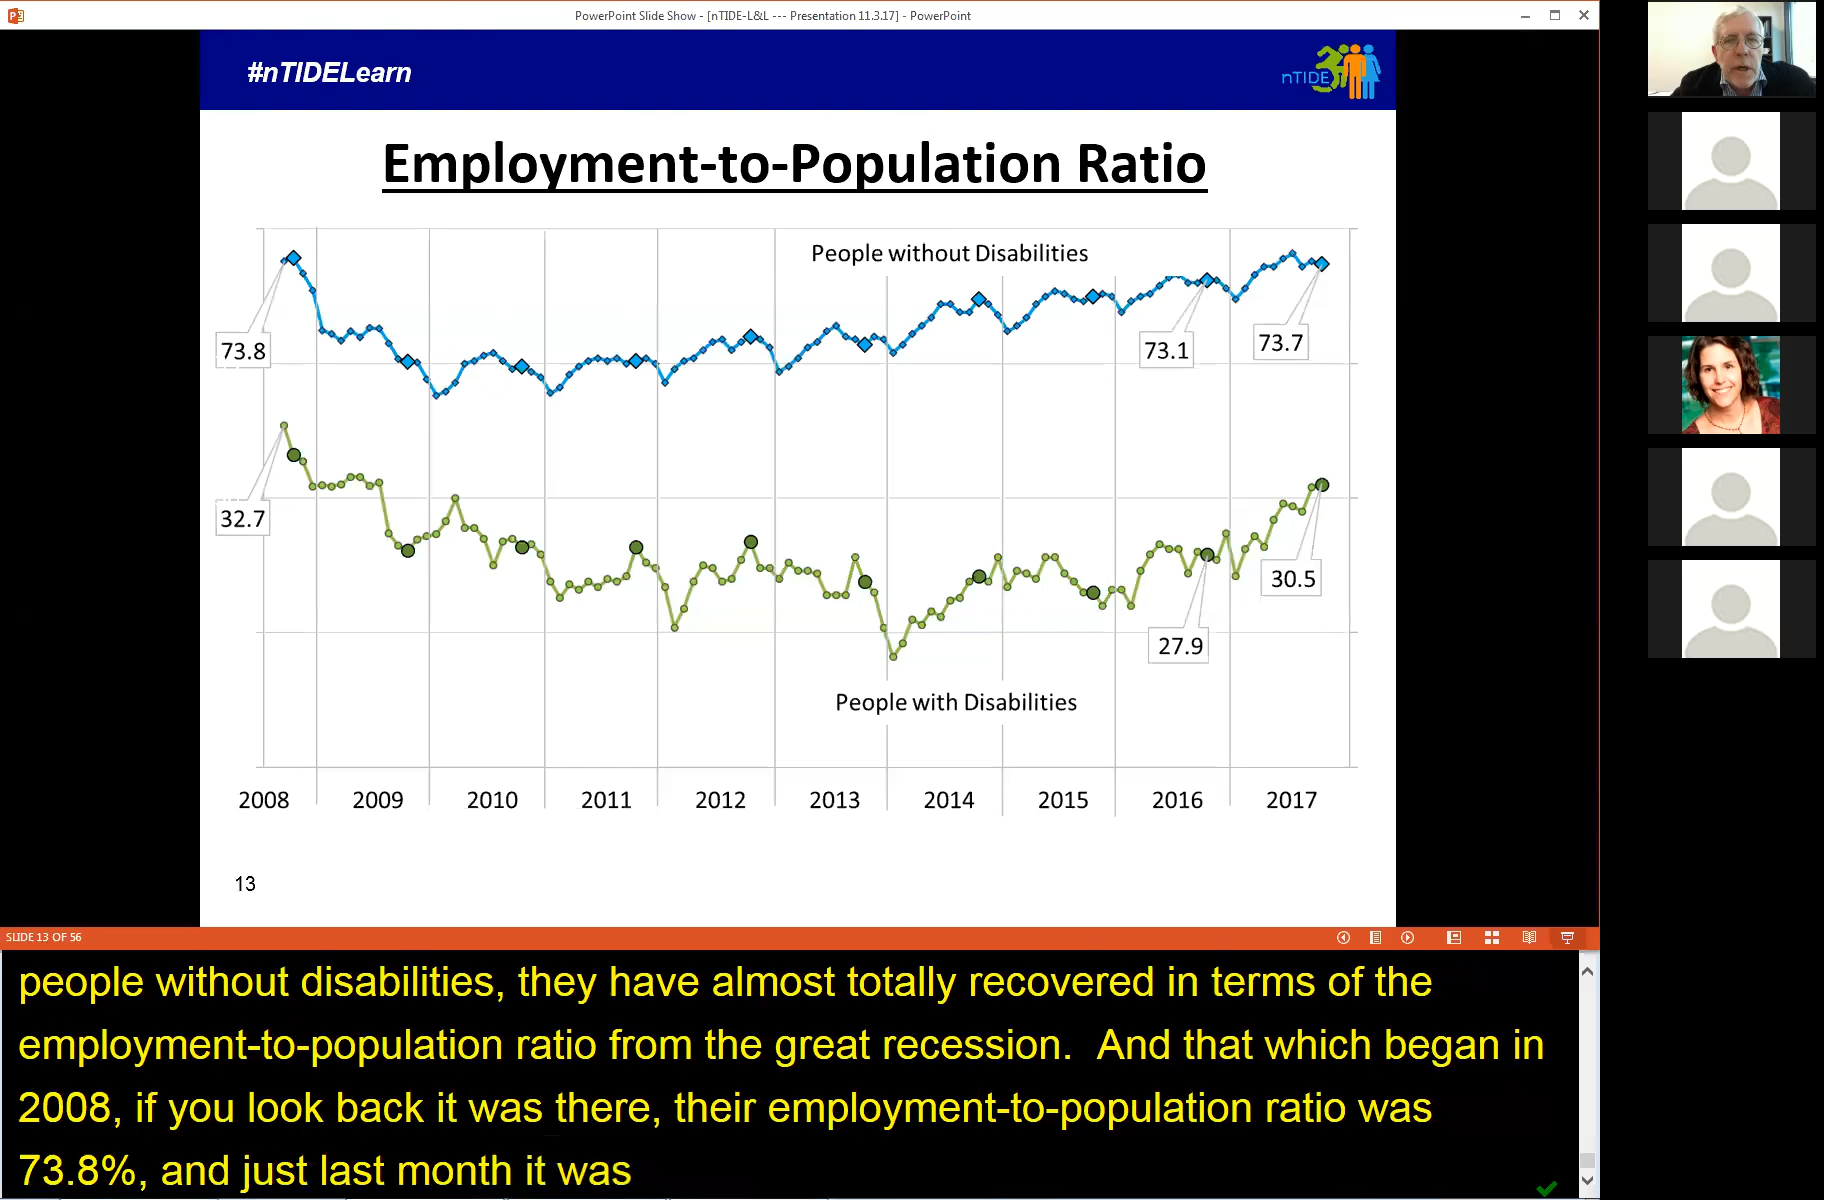 PowerPoint Slide Show - [nTIDE-L&L --- Presentation 11.3.17] - PowerPoint
#nTIDELearn
nTIDE
Employment-to-Population Ratio
People without Disabilities
73.8
73.1
73.7
32.7
30.5
27.9
People with Disabilities
2008 2009 2010 2011 2012 2013 2014 2015 2016 2017
13
SLIDE 13 OF 56
people without disabilities, they have almost totally recovered in terms of the
employment-to-population ratio from the great recession.  And that which began in
2008, if you look back it was there, their employment-to-population ratio was
73.8%, and just last month it was